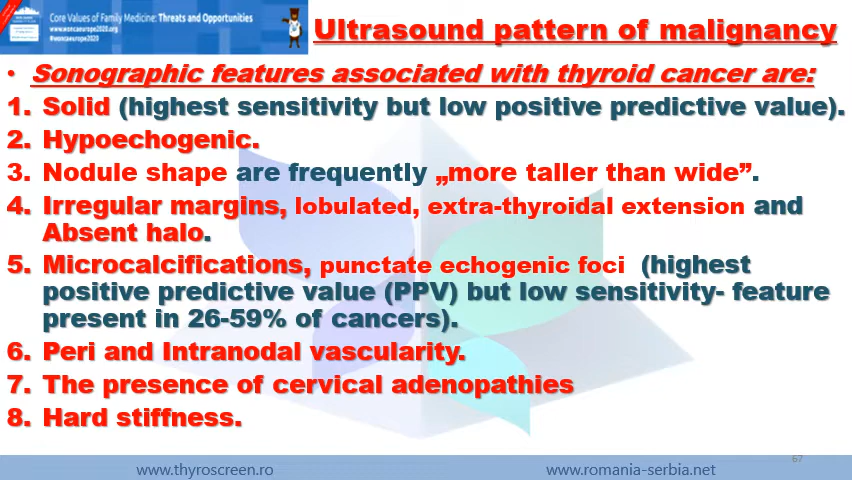 Core Values of Family Medicine: Threats and Opportunities
www.woncaeurope2020.org
#woncaeurope2020
Ultrasound pattern of malignancy
• Sonographic features associated with thyroid cancer are:
1. Solid (highest sensitivity but low positive predictive value).
2. Hypoechogenic.
3. Nodule shape are frequently „more taller than wide”.
4. Irregular margins, lobulated, extra-thyroidal extension and
Absent halo.
5. Microcalcifications, punctate echogenic foci (highest
positive predictive value (PPV) but low sensitivity- feature
present in 26-59% of cancers).
6. Peri and Intranodal vascularity.
7. The presence of cervical adenopathies
8. Hard stiffness.
67
www.thyroscreen.ro
www.romania-serbia.net